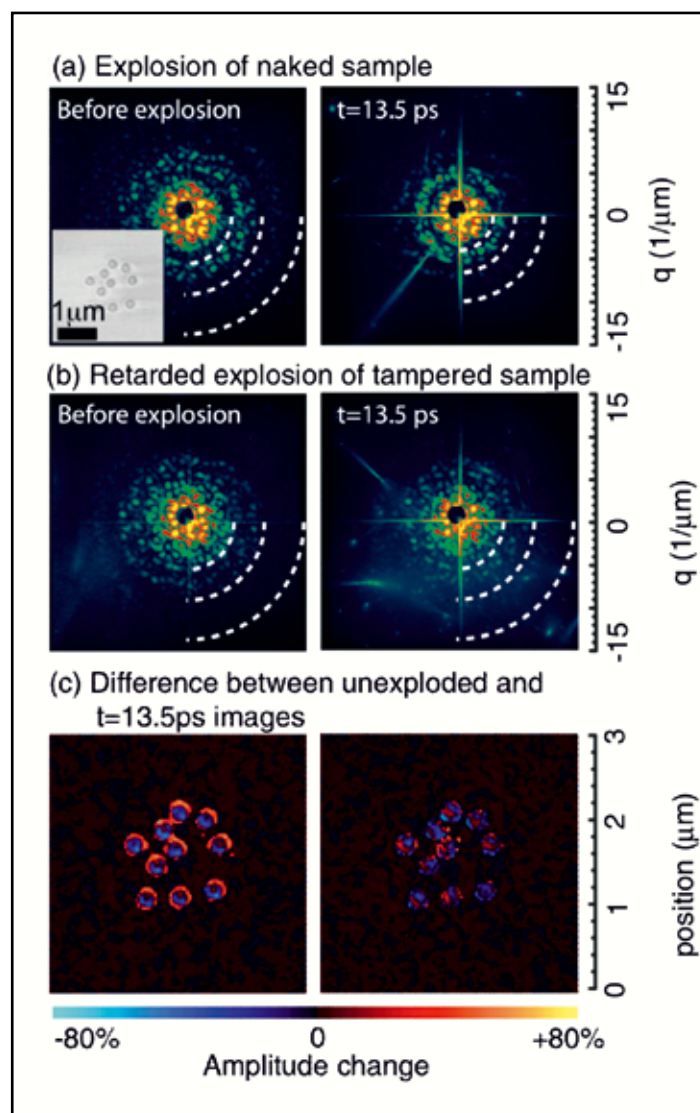 (a) Explosion of naked sample
Before explosion
t=13.5 ps
1μm
15
0
-15
q (1/μm)
(b) Retarded explosion of tampered sample
Before explosion
t=13.5 ps
15
0
-15
q (1/μm)
(c) Difference between unexploded and
t=13.5ps images
3
2
1
0
position (μm)
-80%
0
+80%
Amplitude change